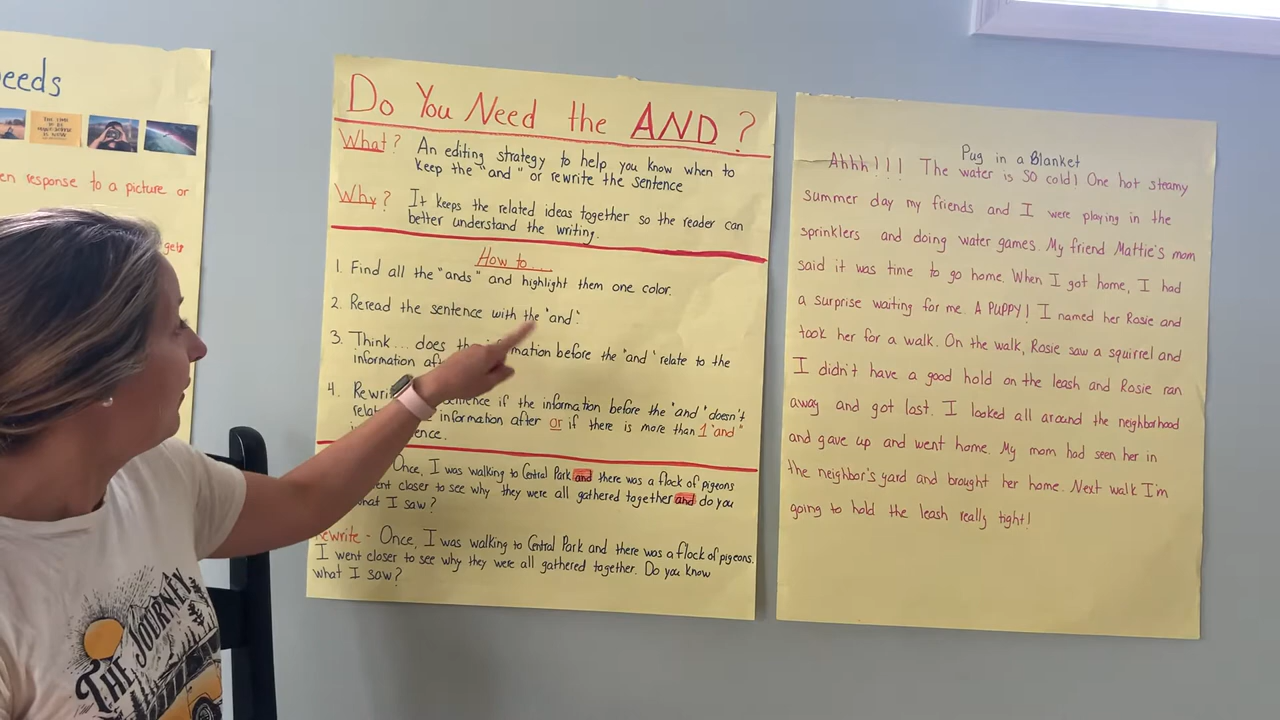 eeds
en response to a picture or
gets
Do You Need the AND?
What? An editing strategy to help you know when to
keep the "and" or rewrite the sentence
Why? It keeps the related ideas together so the reader can
better understand the writing.
How to...
1. Find all the "ands" and highlight them one color.
2. Reread the sentence with the "and".
3. Think... does the information before the "and" relate to the
information
4. sentence if the information before the "and" doesn't
information after or if there is more than 1 "and"
Once, I was walking to Central Park and there was a flock of pigeons
closer to see why they were all gathered together and do you
what I saw?
Rewrite - Once, I was walking to Central Park and there was a flock of pigeons.
I went closer to see why they were all gathered together. Do you know
what I saw?
Pug in a Blanket
Ahhh!!! The water is SO cold! One hot steamy
summer day my friends and I were playing in the
sprinklers and doing water games. My friend Mattie's mom
said it was time to go home. When I got home, I had
a surprise waiting for me. A PUPPY! I named her Rosie and
took her for a walk. On the walk, Rosie saw a squirrel and
I didn't have a good hold on the leash and Rosie ran
away and got lost. I looked all around the neighborhood
and gave up and went home. My mom had seen her in
the neighbor's yard and brought her home. Next walk I'm
going to hold the leash really tight!
THE JOURNEY